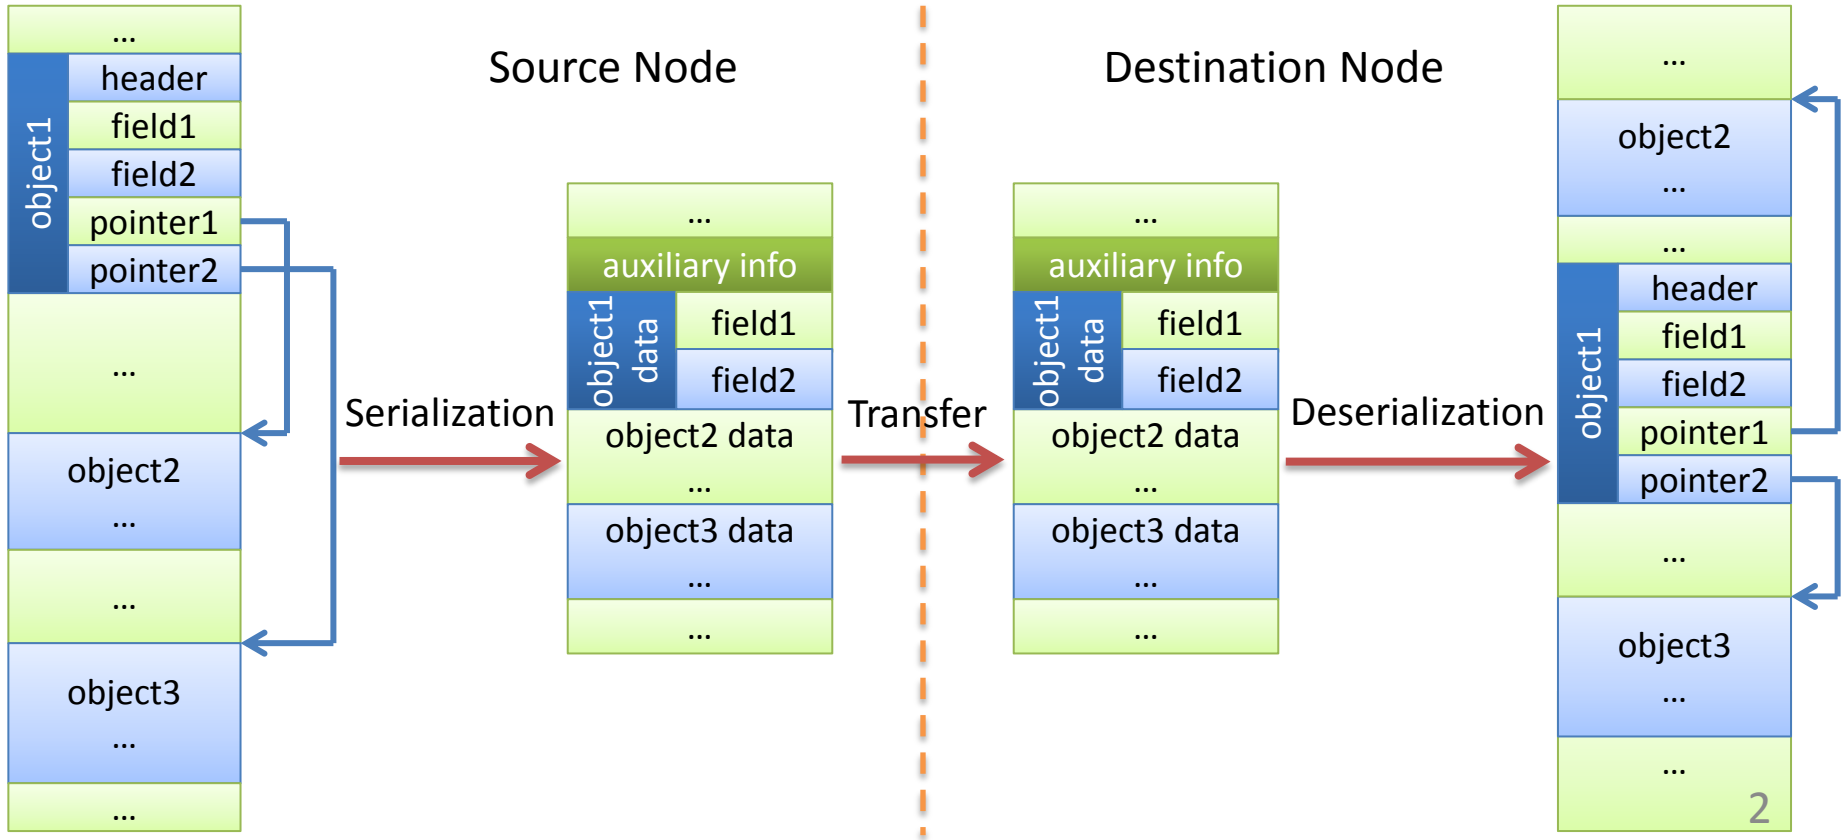 ...
object1
header
field1
field2
pointer1
pointer2
...
object2
...
...
object3
...
...
Source Node
Serialization
...
auxiliary info
object1
data
field1
field2
object2 data
...
object3 data
...
...
Transfer
Destination Node
...
auxiliary info
object1
data
field1
field2
object2 data
...
object3 data
...
...
Deserialization
...
object2
...
...
object1
header
field1
field2
pointer1
pointer2
...
object3
...
...
2